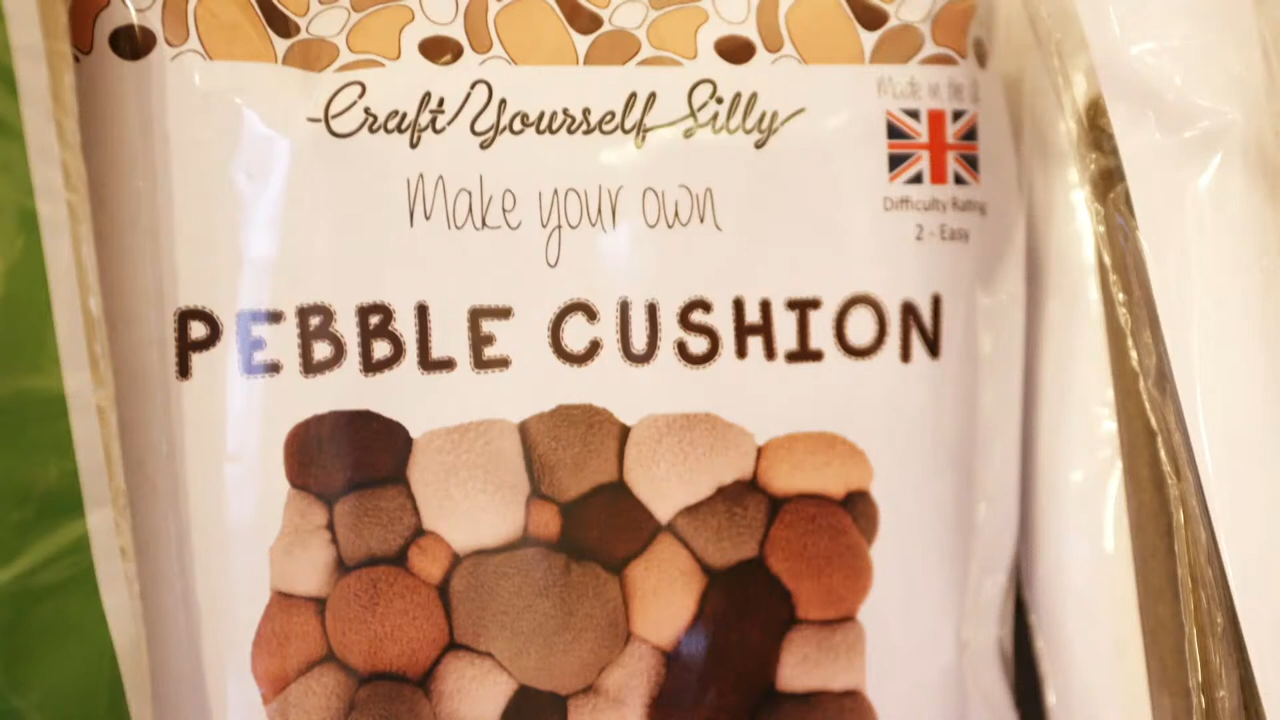 Craft Yourself Silly
Made in the
Make your own
Difficulty Rating
2 - Easy
PEBBLE CUSHION